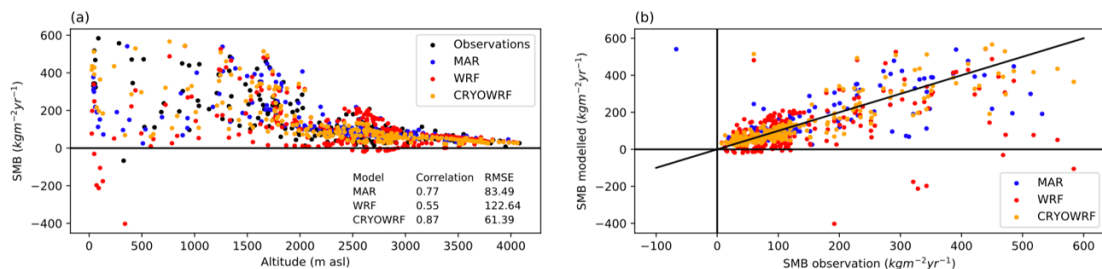 (a)
600
400
200
0
−200
−400
SMB (kgm⁻²yr⁻¹)
Observations
MAR
WRF
CRYOWRF
Model Correlation RMSE
MAR 0.77 83.49
WRF 0.55 122.64
CRYOWRF 0.87 61.39
0 500 1000 1500 2000 2500 3000 3500 4000
Altitude (m asl)
(b)
600
400
200
0
−200
−400
SMB modelled (kgm⁻²yr⁻¹)
MAR
WRF
CRYOWRF
−100 0 100 200 300 400 500 600
SMB observation (kgm⁻²yr⁻¹)